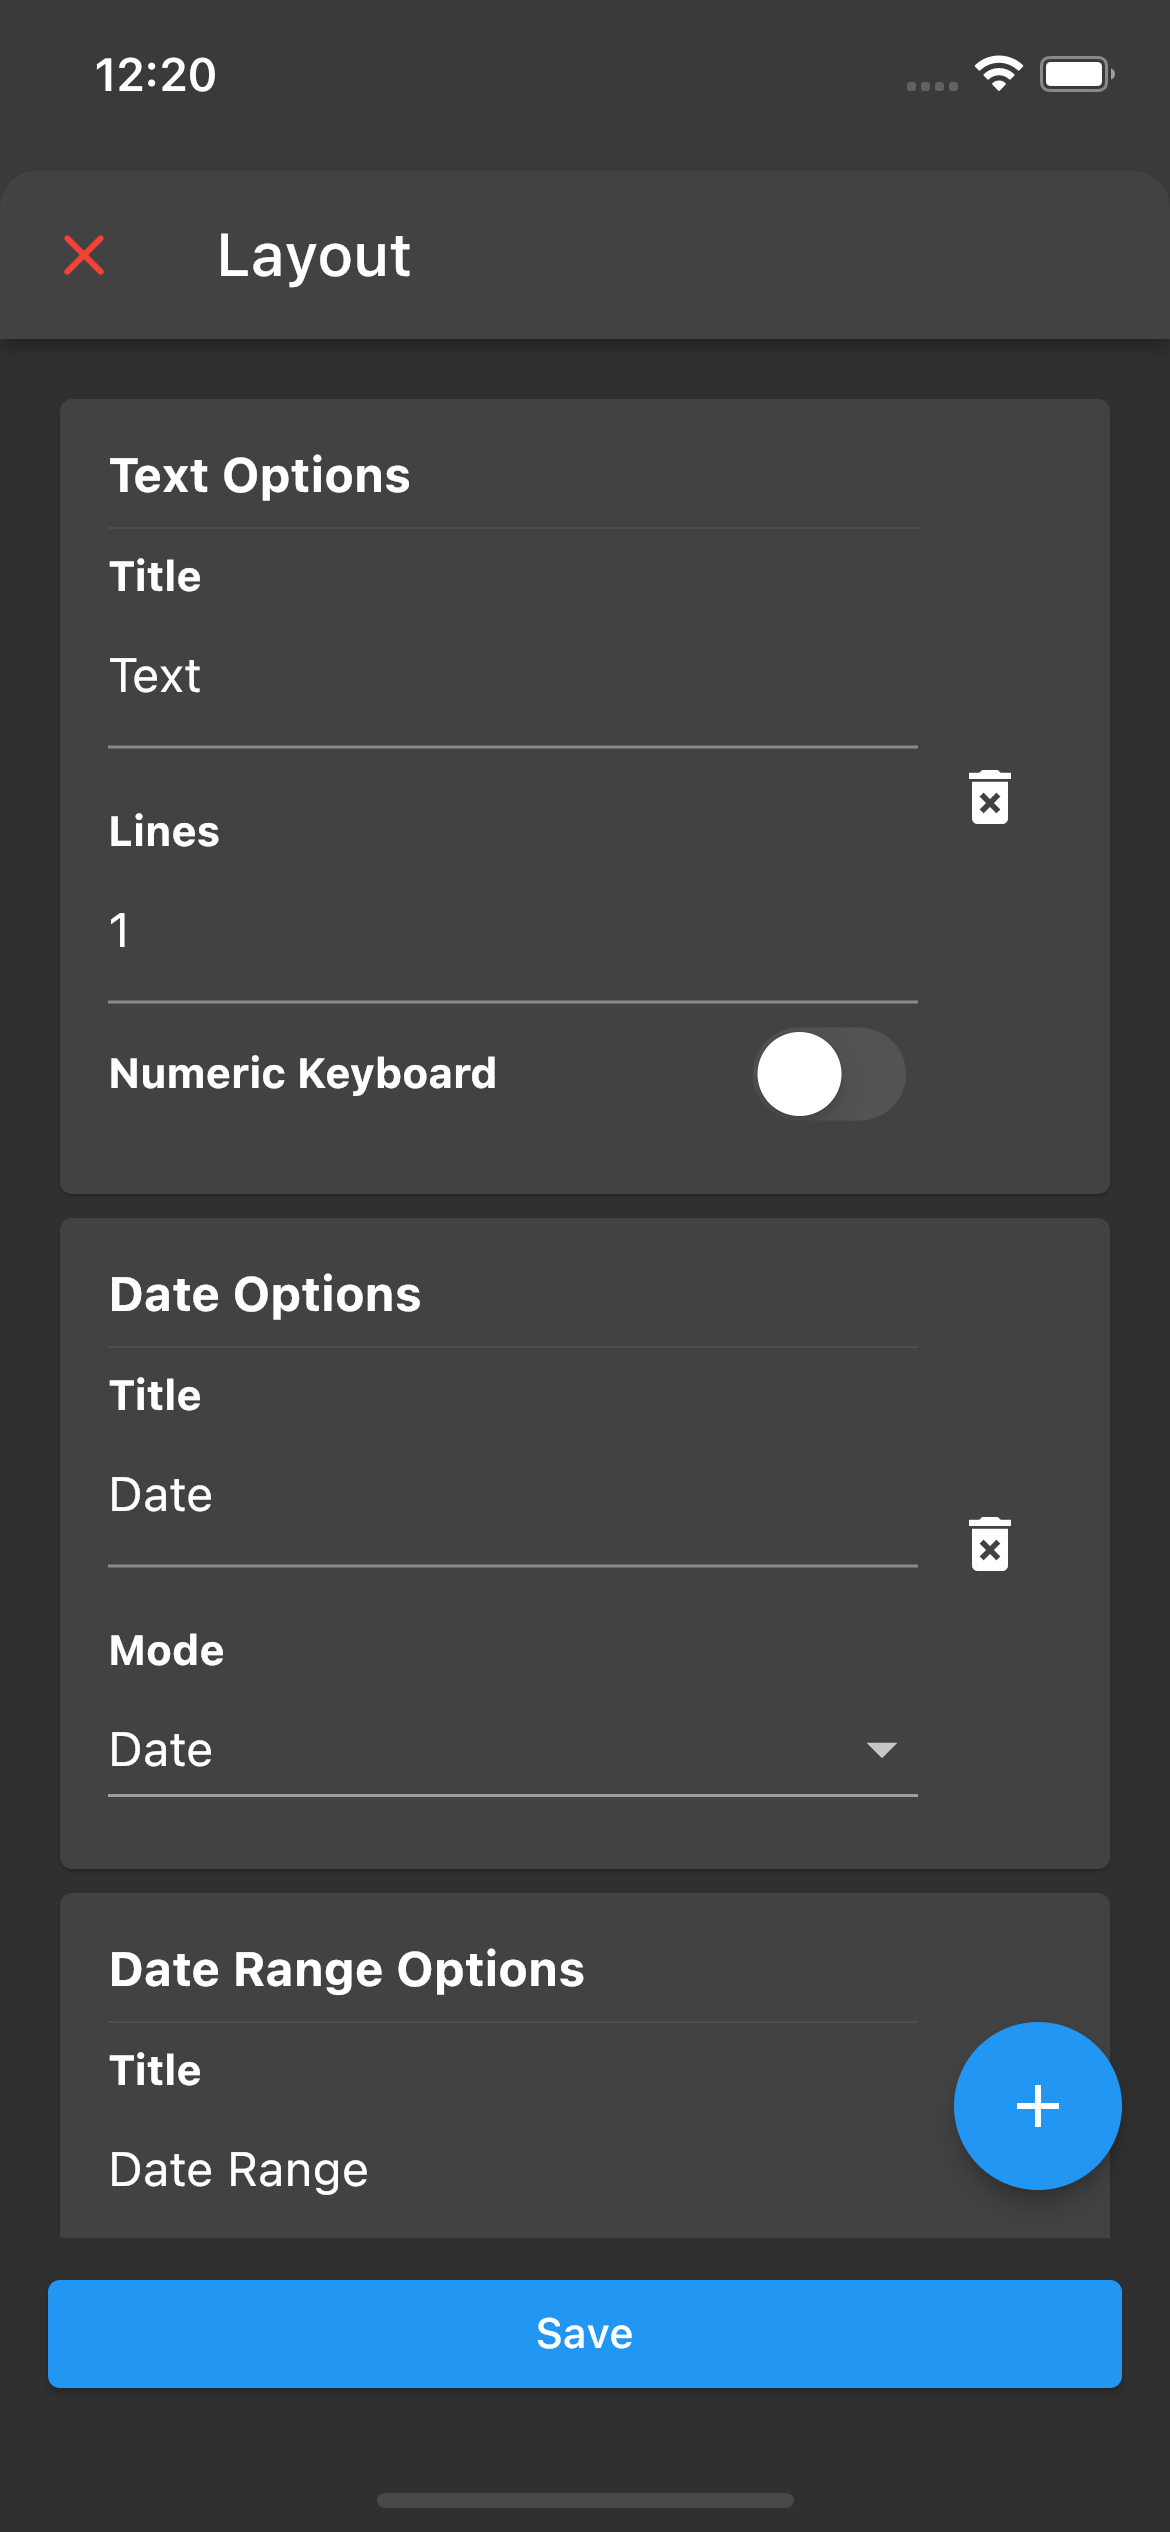 12:20
Layout
Text Options
Title
Text
Lines
1
Numeric Keyboard
Date Options
Title
Date
Mode
Date
Date Range Options
Title
Date Range
Save